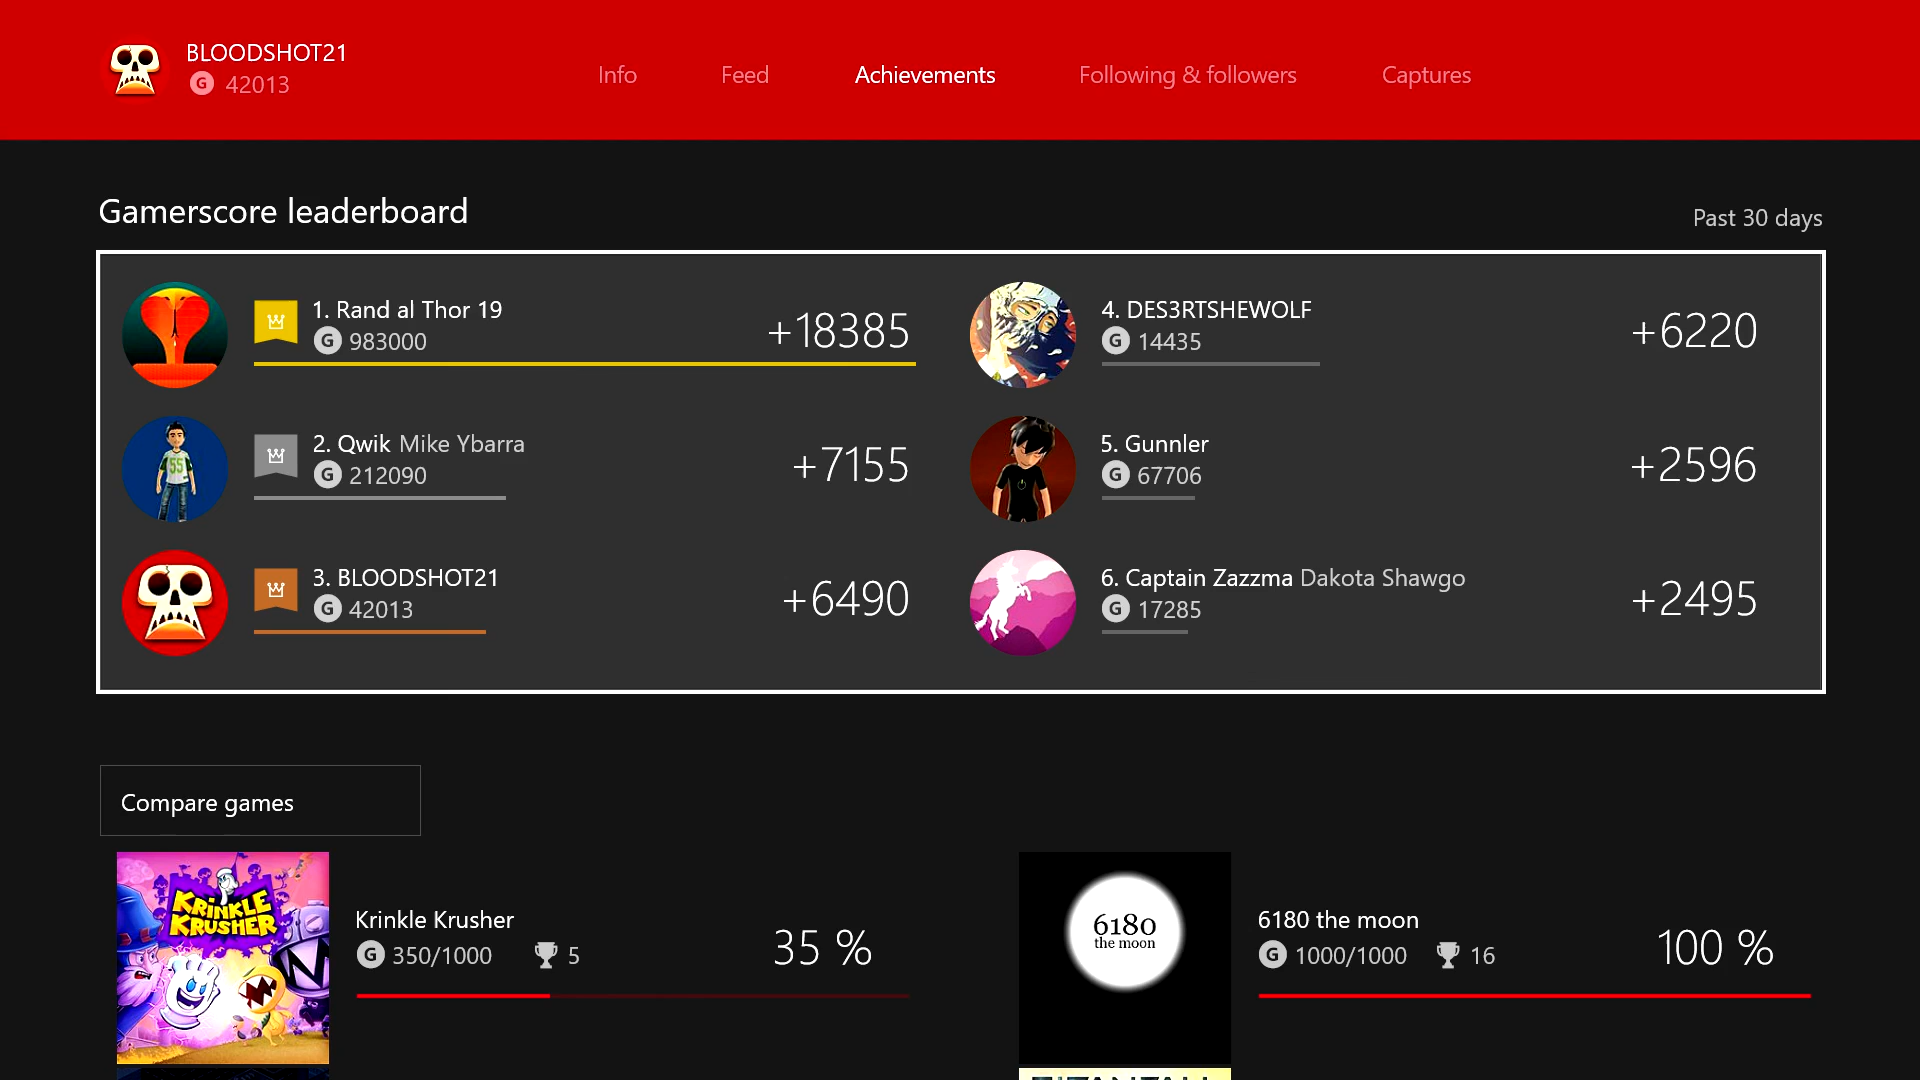 BLOODSHOT21
G 42013
Info
Feed
Achievements
Following & followers
Captures
Gamerscore leaderboard
Past 30 days
1. Rand al Thor 19
G 983000
+18385
2. Qwik Mike Ybarra
G 212090
+7155
3. BLOODSHOT21
G 42013
+6490
4. DES3RTSHEWOLF
G 14435
+6220
5. Gunnler
G 67706
+2596
6. Captain Zazzma Dakota Shawgo
G 17285
+2495
Compare games
KRINKLE
KRUSHER
Krinkle Krusher
G 350/1000 5
35 %
6180
the moon
6180 the moon
G 1000/1000 16
100 %
55